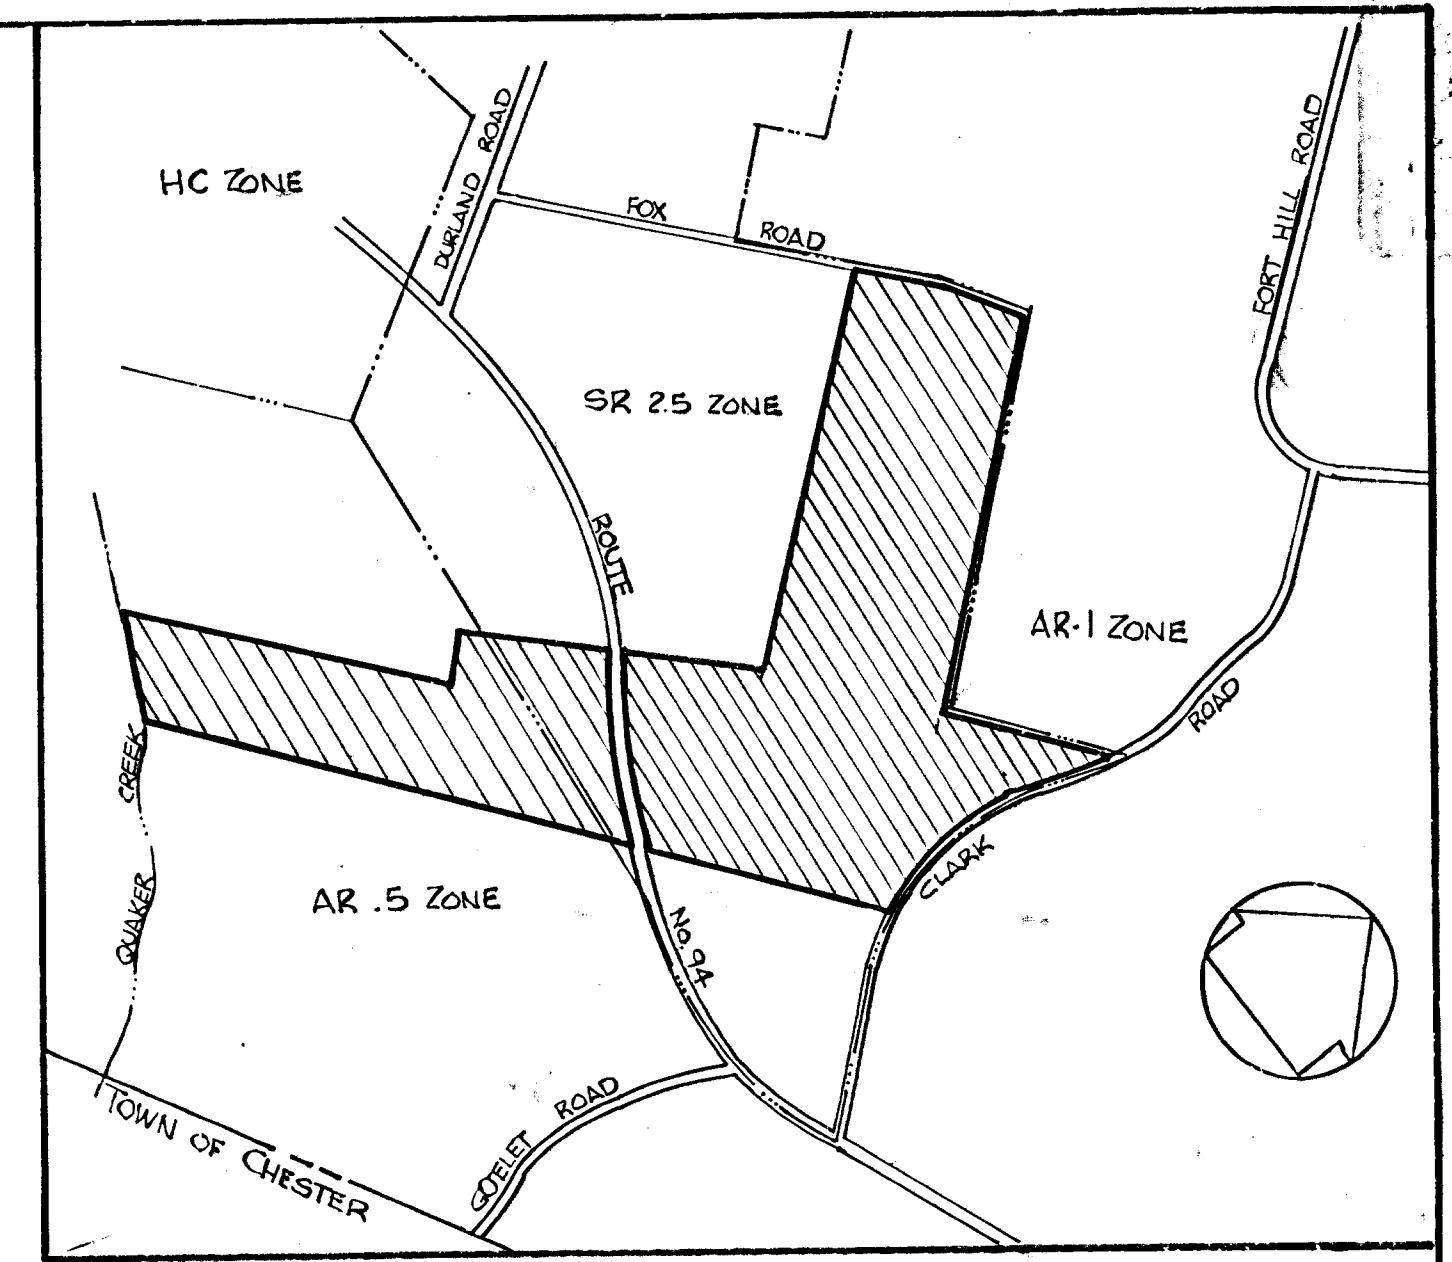 HC ZONE
DURLAND ROAD
FOX ROAD
FORT HILL ROAD
SR 2.5 ZONE
ROUTE No. 94
AR-1 ZONE
CLARK ROAD
QUAKER CREEK
AR .5 ZONE
GOELET ROAD
TOWN OF CHESTER